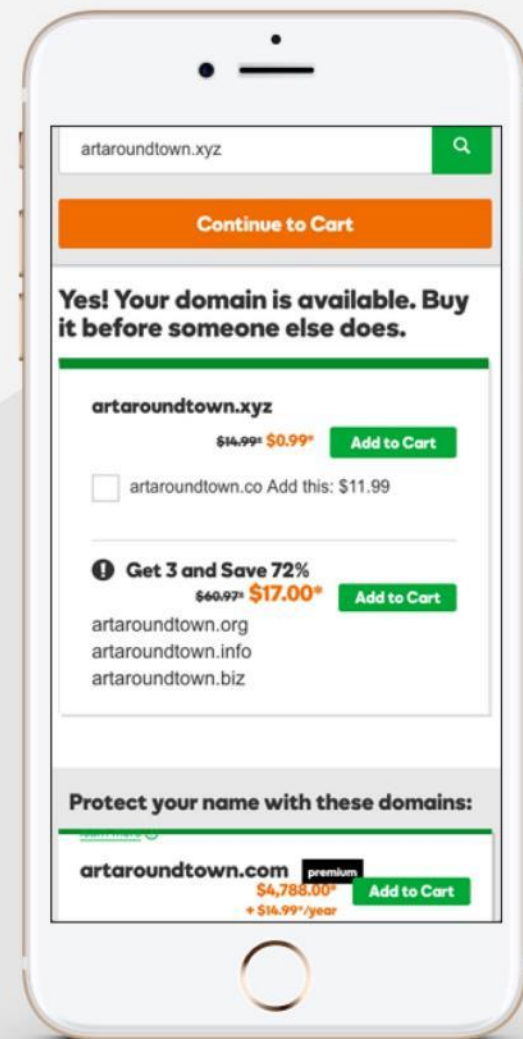 artaroundtown.xyz
Continue to Cart
Yes! Your domain is available. Buy
it before someone else does.
artaroundtown.xyz
$14.99* $0.99* Add to Cart
artaroundtown.co Add this: $11.99
Get 3 and Save 72%
$60.97* $17.00* Add to Cart
artaroundtown.org
artaroundtown.info
artaroundtown.biz
Protect your name with these domains:
artaroundtown.com premium
$4,788.00* Add to Cart
+ $14.99*/year